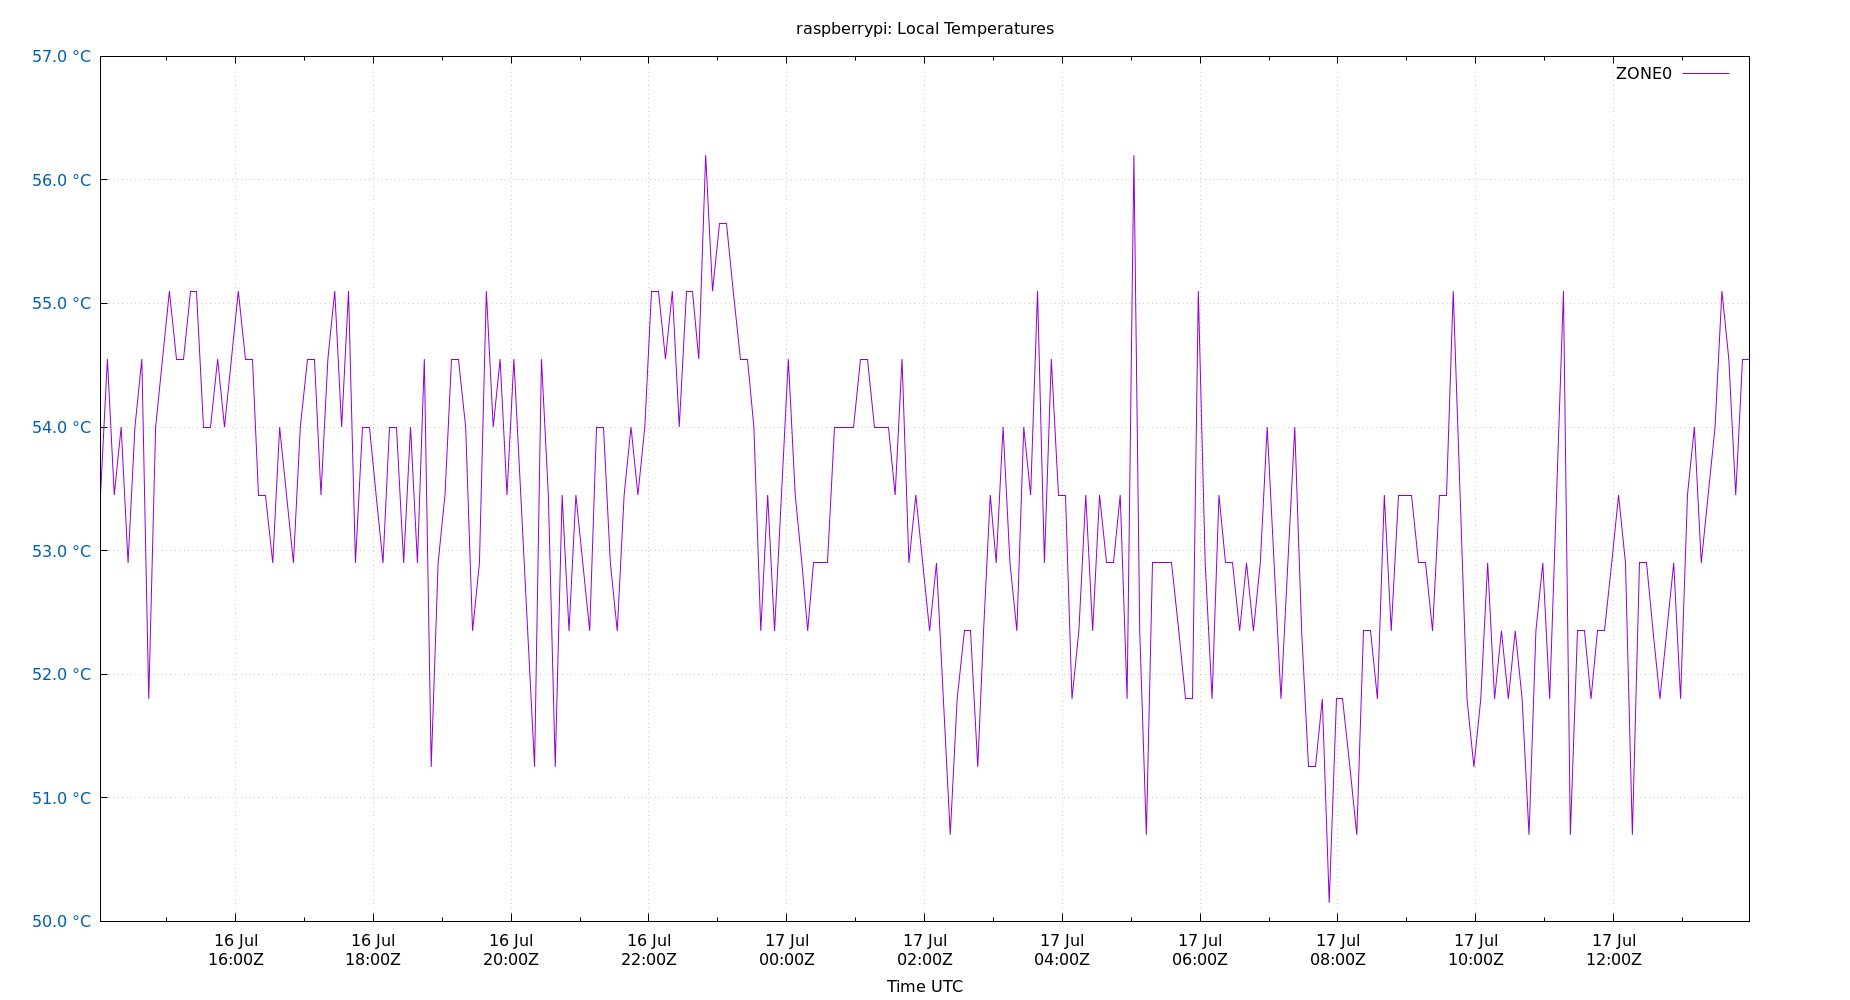 raspberrypi: Local Temperatures
57.0 °C
ZONE0
56.0 °C
55.0 °C
54.0 °C
53.0 °C
52.0 °C
51.0 °C
50.0 °C
16 Jul 16 Jul 16 Jul 16 Jul 17 Jul 17 Jul 17 Jul 17 Jul 17 Jul 17 Jul 17 Jul
16:00Z 18:00Z 20:00Z 22:00Z 00:00Z 02:00Z 04:00Z 06:00Z 08:00Z 10:00Z 12:00Z
Time UTC